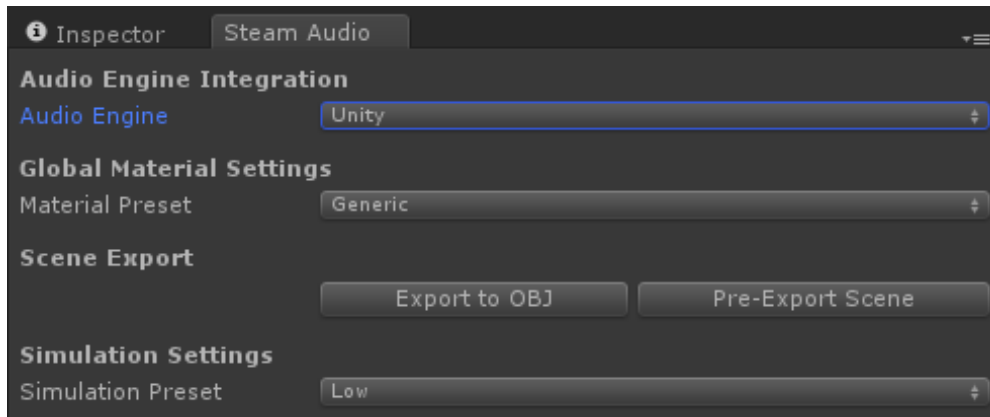 Inspector Steam Audio
Audio Engine Integration
Audio Engine Unity
Global Material Settings
Material Preset Generic
Scene Export
Export to OBJ Pre-Export Scene
Simulation Settings
Simulation Preset Low